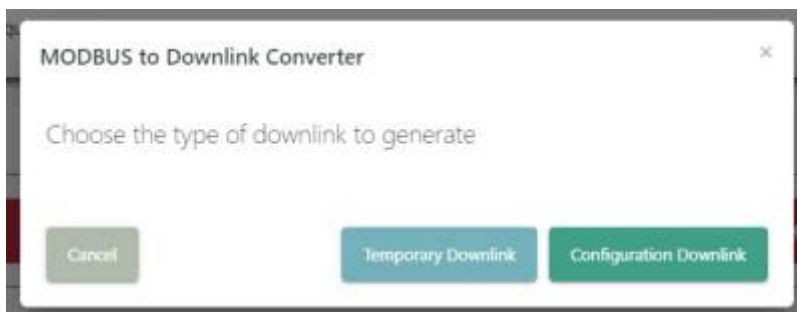 MODBUS to Downlink Converter
×
Choose the type of downlink to generate
Cancel
Temporary Downlink
Configuration Downlink